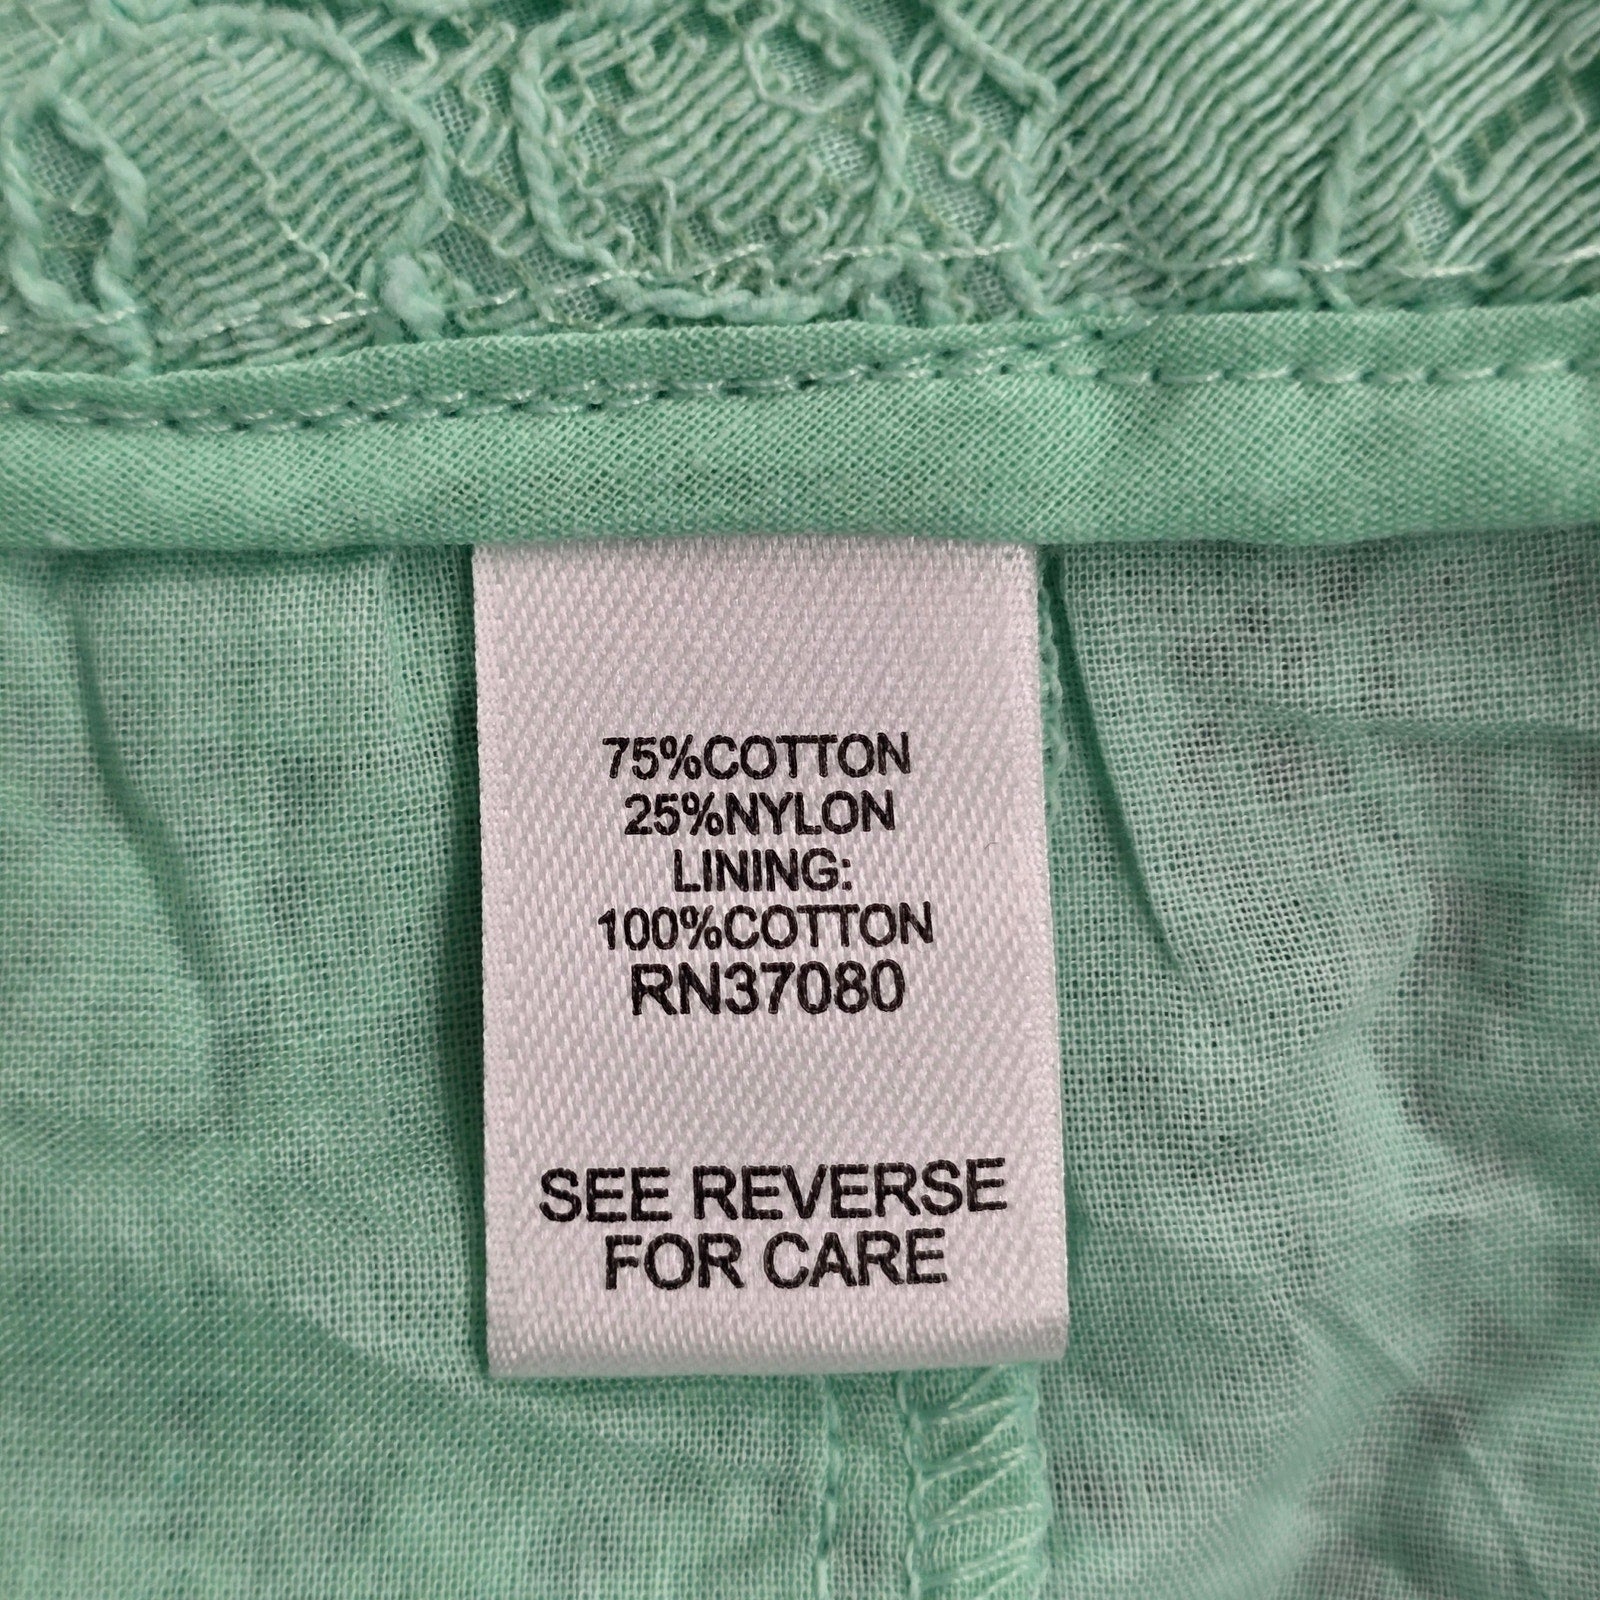 75%COTTON
25%NYLON
LINING:
100%COTTON
RN37080
SEE REVERSE
FOR CARE